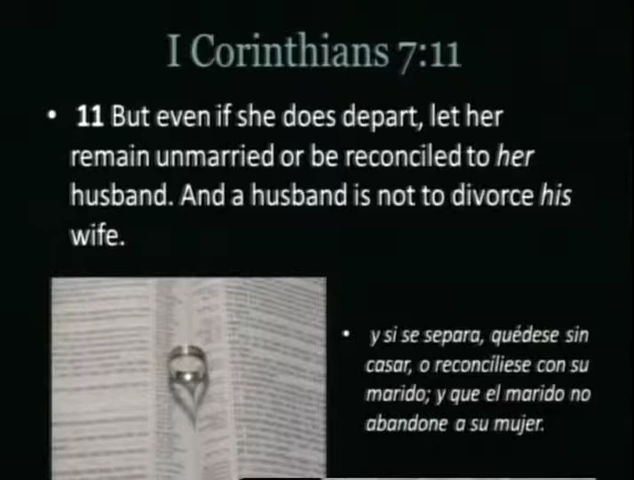 I Corinthians 7:11
• 11 But even if she does depart, let her
remain unmarried or be reconciled to her
husband. And a husband is not to divorce his
wife.
• y si se separa, quédese sin
casar, o reconcíliese con su
marido; y que el marido no
abandone a su mujer.